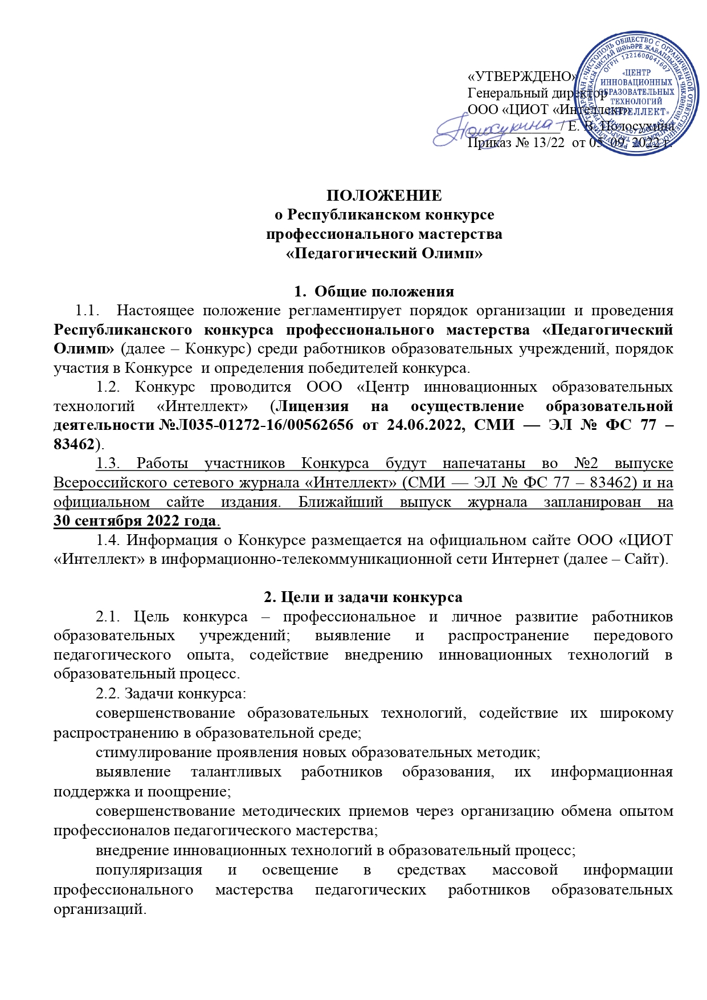 «УТВЕРЖДЕНО»
Генеральный директор
ООО «ЦИОТ «Интеллект»
Полосухина
______________/ Е. В. Полосухина
Приказ № 13/22 от 05. 09. 2022 г.
ОГРН 1221600041607
«ЦЕНТР
ИННОВАЦИОННЫХ
ОБРАЗОВАТЕЛЬНЫХ
ТЕХНОЛОГИЙ
«ИНТЕЛЛЕКТ»
ПОЛОЖЕНИЕ
о Республиканском конкурсе
профессионального мастерства
«Педагогический Олимп»
1. Общие положения
1.1. Настоящее положение регламентирует порядок организации и проведения
Республиканского конкурса профессионального мастерства «Педагогический
Олимп» (далее – Конкурс) среди работников образовательных учреждений, порядок
участия в Конкурсе и определения победителей конкурса.
1.2. Конкурс проводится ООО «Центр инновационных образовательных
технологий «Интеллект» (Лицензия на осуществление образовательной
деятельности №Л035-01272-16/00562656 от 24.06.2022, СМИ — ЭЛ № ФС 77 –
83462).
1.3. Работы участников Конкурса будут напечатаны во №2 выпуске
Всероссийского сетевого журнала «Интеллект» (СМИ — ЭЛ № ФС 77 – 83462) и на
официальном сайте издания. Ближайший выпуск журнала запланирован на
30 сентября 2022 года.
1.4. Информация о Конкурсе размещается на официальном сайте ООО «ЦИОТ
«Интеллект» в информационно-телекоммуникационной сети Интернет (далее – Сайт).
2. Цели и задачи конкурса
2.1. Цель конкурса – профессиональное и личное развитие работников
образовательных учреждений; выявление и распространение передового
педагогического опыта, содействие внедрению инновационных технологий в
образовательный процесс.
2.2. Задачи конкурса:
совершенствование образовательных технологий, содействие их широкому
распространению в образовательной среде;
стимулирование проявления новых образовательных методик;
выявление талантливых работников образования, их информационная
поддержка и поощрение;
совершенствование методических приемов через организацию обмена опытом
профессионалов педагогического мастерства;
внедрение инновационных технологий в образовательный процесс;
популяризация и освещение в средствах массовой информации
профессионального мастерства педагогических работников образовательных
организаций.